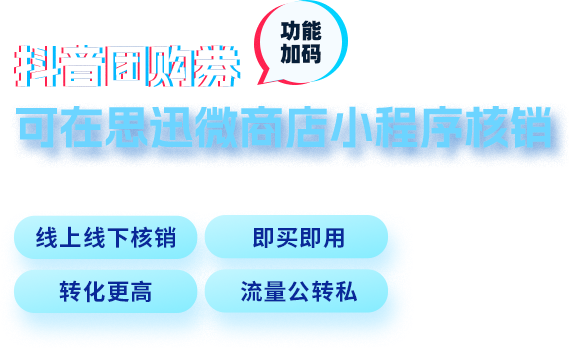 功能
加码
抖音团购券
可在思迅微商店小程序核销
线上线下核销
即买即用
转化更高
流量公转私